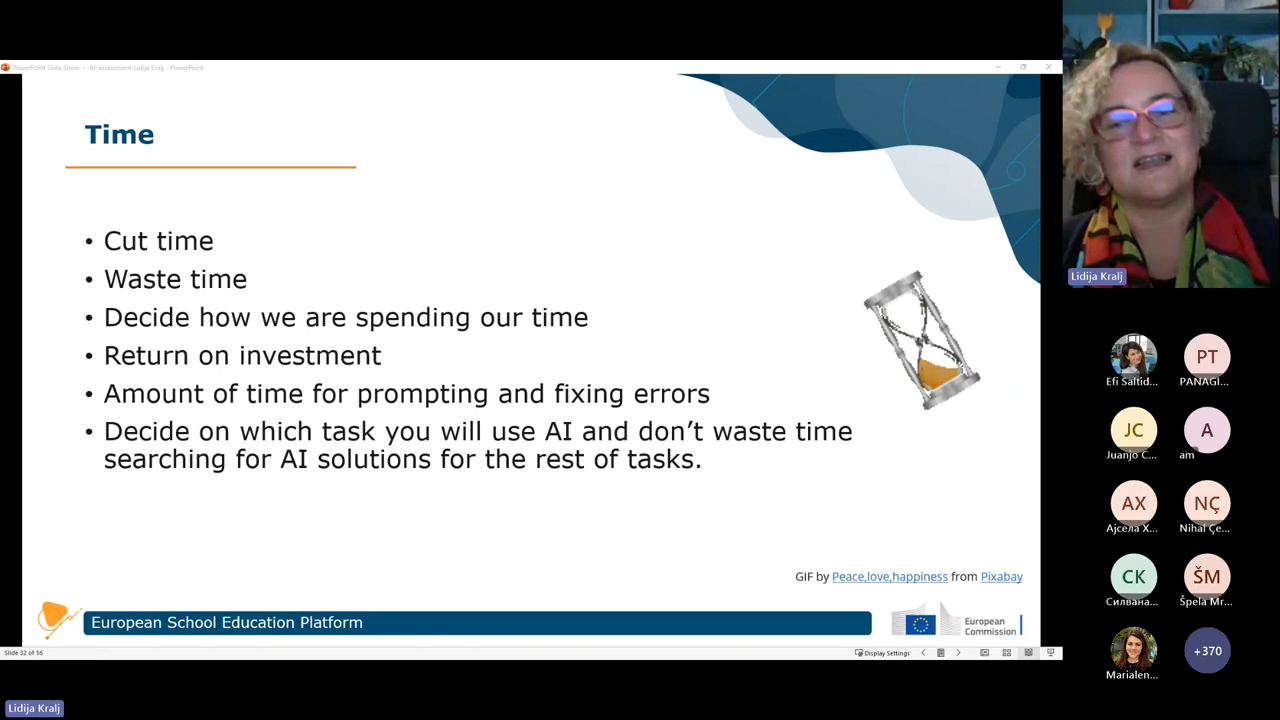 PowerPoint Slide Show - AI-assessment-Lidija Kralj - PowerPoint
Time
• Cut time
• Waste time
• Decide how we are spending our time
• Return on investment
• Amount of time for prompting and fixing errors
• Decide on which task you will use AI and don’t waste time
searching for AI solutions for the rest of tasks.
GIF by Peace,love,happiness from Pixabay
European School Education Platform
European
Commission
Slide 32 of 56
Display Settings
Lidija Kralj
Efi Saltid...
PT
PANAGI...
JC
Juanjo C...
A
am
AX
Ајсела Х...
NÇ
Nihal Çe...
СК
Силвана...
ŠM
Špela Mr...
Marialen...
+370
Lidija Kralj